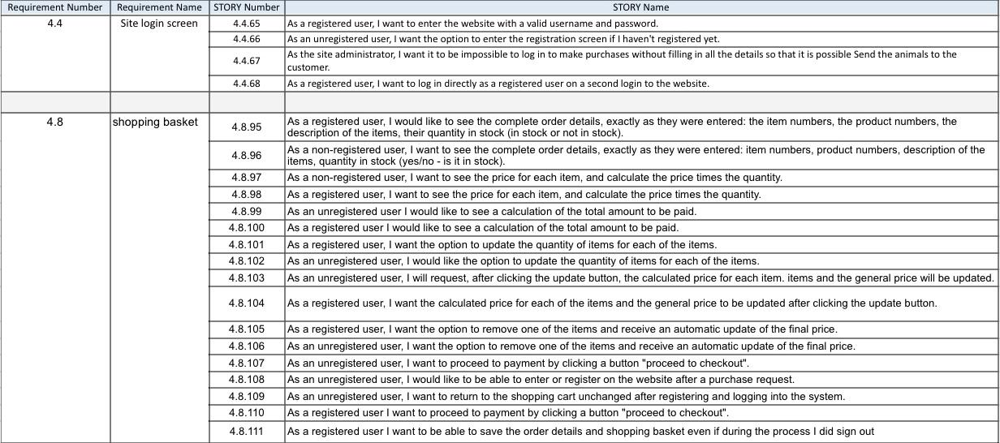 Requirement Number Requirement Name STORY Number STORY Name
4.4 Site login screen 4.4.65 As a registered user, I want to enter the website with a valid username and password.
4.4.66 As an unregistered user, I want the option to enter the registration screen if I haven't registered yet.
4.4.67 As the site administrator, I want it to be impossible to log in to make purchases without filling in all the details so that it is possible Send the animals to the
customer.
4.4.68 As a registered user, I want to log in directly as a registered user on a second login to the website.
4.8 shopping basket 4.8.95 As a registered user, I would like to see the complete order details, exactly as they were entered: the item numbers, the product numbers, the
description of the items, their quantity in stock (in stock or not in stock).
4.8.96 As a non-registered user, I want to see the complete order details, exactly as they were entered: item numbers, product numbers, description of the
items, quantity in stock (yes/no - is it in stock).
4.8.97 As a non-registered user, I want to see the price for each item, and calculate the price times the quantity.
4.8.98 As a registered user, I want to see the price for each item, and calculate the price times the quantity.
4.8.99 As an unregistered user I would like to see a calculation of the total amount to be paid.
4.8.100 As a registered user I would like to see a calculation of the total amount to be paid.
4.8.101 As a registered user, I want the option to update the quantity of items for each of the items.
4.8.102 As an unregistered user, I would like the option to update the quantity of items for each of the items.
4.8.103 As an unregistered user, I will request, after clicking the update button, the calculated price for each item. items and the general price will be updated.
4.8.104 As a registered user, I want the calculated price for each of the items and the general price to be updated after clicking the update button.
4.8.105 As a registered user, I want the option to remove one of the items and receive an automatic update of the final price.
4.8.106 As an unregistered user, I want the option to remove one of the items and receive an automatic update of the final price.
4.8.107 As an unregistered user, I want to proceed to payment by clicking a button "proceed to checkout".
4.8.108 As an unregistered user, I would like to be able to enter or register on the website after a purchase request.
4.8.109 As an unregistered user, I want to return to the shopping cart unchanged after registering and logging into the system.
4.8.110 As a registered user, I want to proceed to payment by clicking a button "proceed to checkout".
4.8.111 As a registered user I want to be able to save the order details and shopping basket even if during the process I did sign out